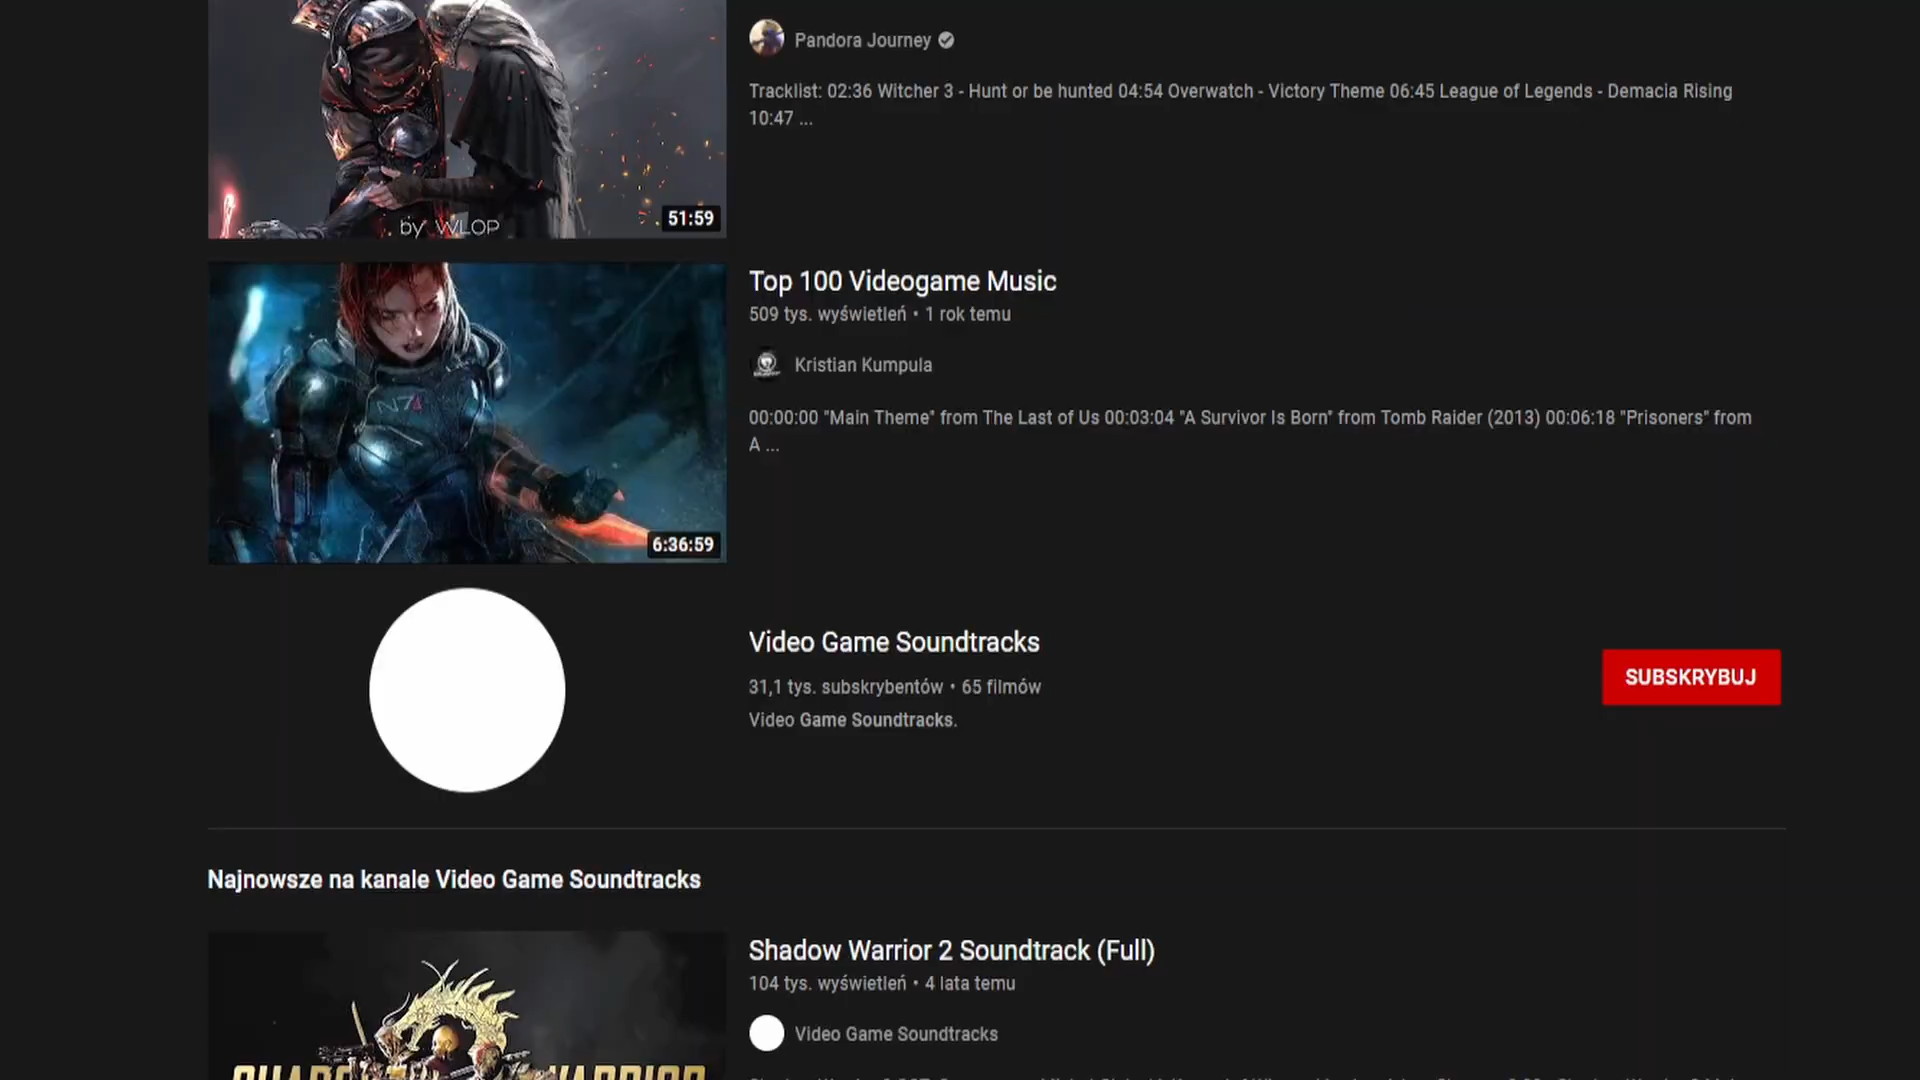 Pandora Journey
Tracklist: 02:36 Witcher 3 - Hunt or be hunted 04:54 Overwatch - Victory Theme 06:45 League of Legends - Demacia Rising
10:47 ...
by WLOP
51:59
Top 100 Videogame Music
509 tys. wyświetleń • 1 rok temu
Kristian Kumpula
00:00:00 "Main Theme" from The Last of Us 00:03:04 "A Survivor Is Born" from Tomb Raider (2013) 00:06:18 "Prisoners" from
A ...
N7
6:36:59
Video Game Soundtracks
31,1 tys. subskrybentów • 65 filmów
Video Game Soundtracks.
SUBSKRYBUJ
Najnowsze na kanale Video Game Soundtracks
Shadow Warrior 2 Soundtrack (Full)
104 tys. wyświetleń • 4 lata temu
Video Game Soundtracks
SHADOW WARRIOR